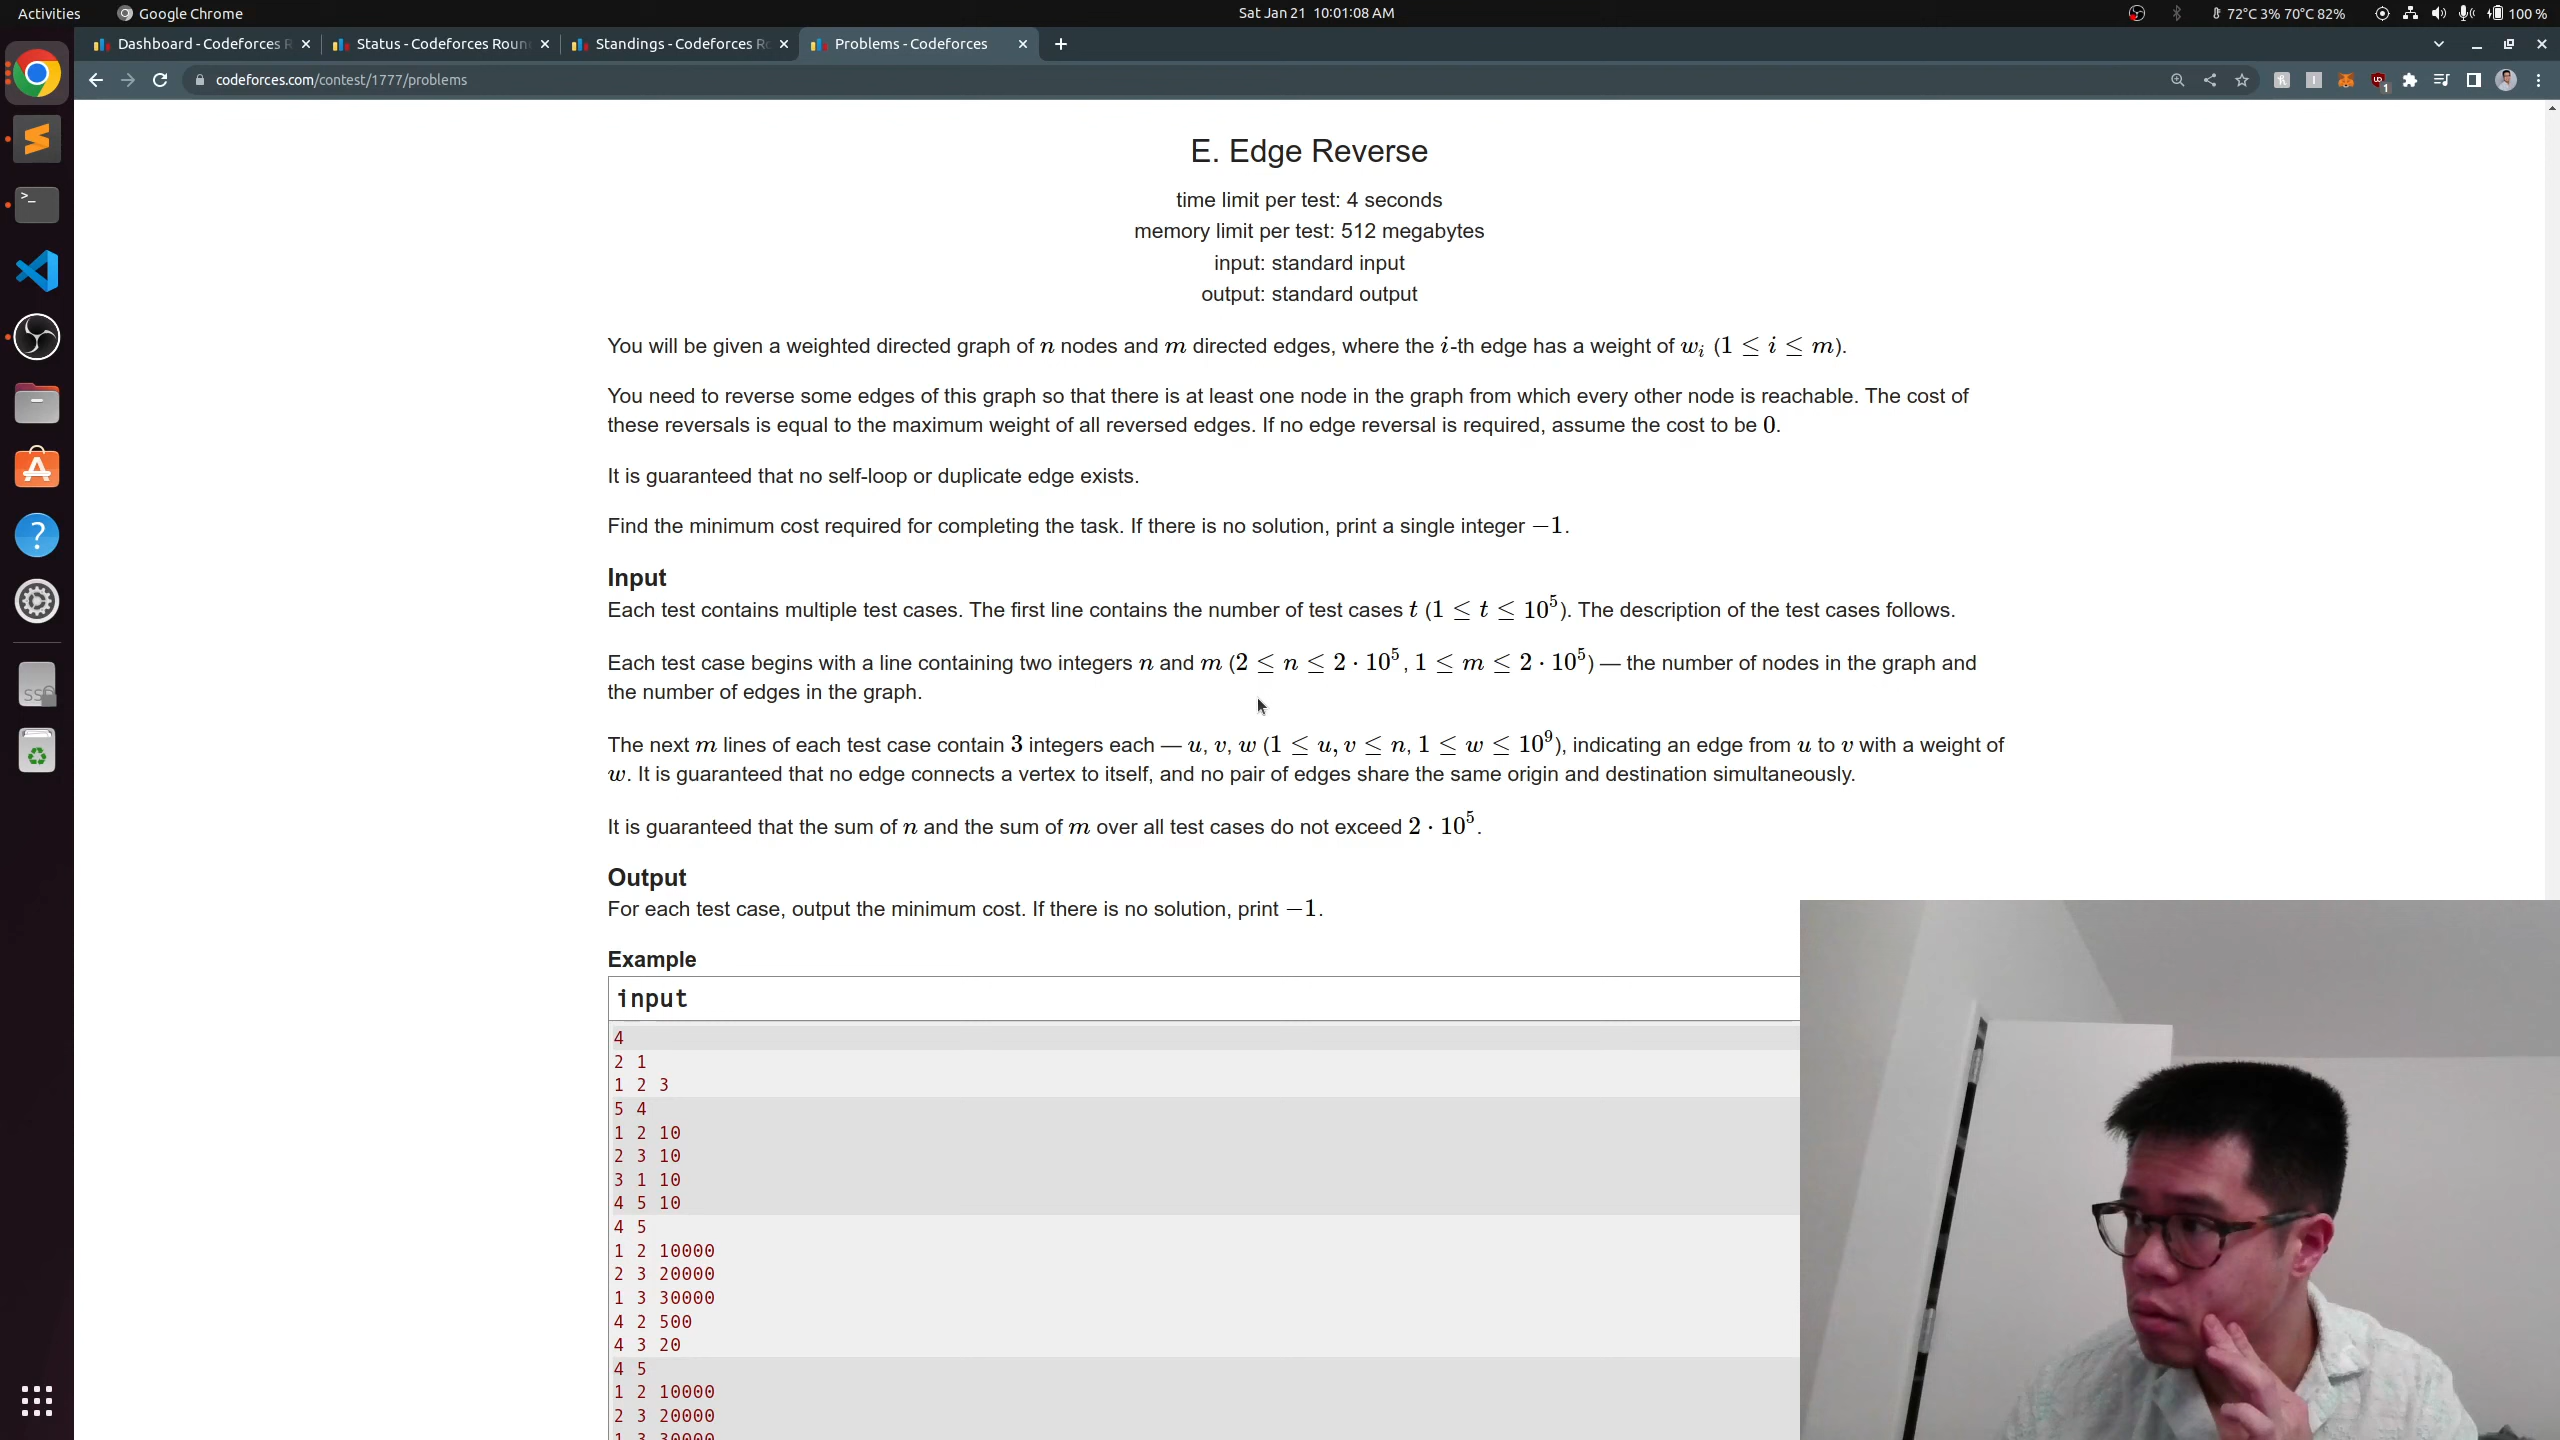 Activities
Google Chrome
Sat Jan 21 10:01:08 AM
72°C 3% 70°C 82%
100 %
Dashboard - Codeforces R
Status - Codeforces Roun
Standings - Codeforces Ro
Problems - Codeforces
codeforces.com/contest/1777/problems
E. Edge Reverse
time limit per test: 4 seconds
memory limit per test: 512 megabytes
input: standard input
output: standard output
You will be given a weighted directed graph of n nodes and m directed edges, where the i-th edge has a weight of wᵢ (1 ≤ i ≤ m).
You need to reverse some edges of this graph so that there is at least one node in the graph from which every other node is reachable. The cost of
these reversals is equal to the maximum weight of all reversed edges. If no edge reversal is required, assume the cost to be 0.
It is guaranteed that no self-loop or duplicate edge exists.
Find the minimum cost required for completing the task. If there is no solution, print a single integer −1.
Input
Each test contains multiple test cases. The first line contains the number of test cases t (1 ≤ t ≤ 10⁵). The description of the test cases follows.
Each test case begins with a line containing two integers n and m (2 ≤ n ≤ 2 · 10⁵, 1 ≤ m ≤ 2 · 10⁵) — the number of nodes in the graph and
the number of edges in the graph.
The next m lines of each test case contain 3 integers each — u, v, w (1 ≤ u, v ≤ n, 1 ≤ w ≤ 10⁹), indicating an edge from u to v with a weight of
w. It is guaranteed that no edge connects a vertex to itself, and no pair of edges share the same origin and destination simultaneously.
It is guaranteed that the sum of n and the sum of m over all test cases do not exceed 2 · 10⁵.
Output
For each test case, output the minimum cost. If there is no solution, print −1.
Example
input
4
2 1
1 2 3
5 4
1 2 10
2 3 10
3 1 10
4 5 10
4 5
1 2 10000
2 3 20000
1 3 30000
4 2 500
4 3 20
4 5
1 2 10000
2 3 20000
1 3 30000